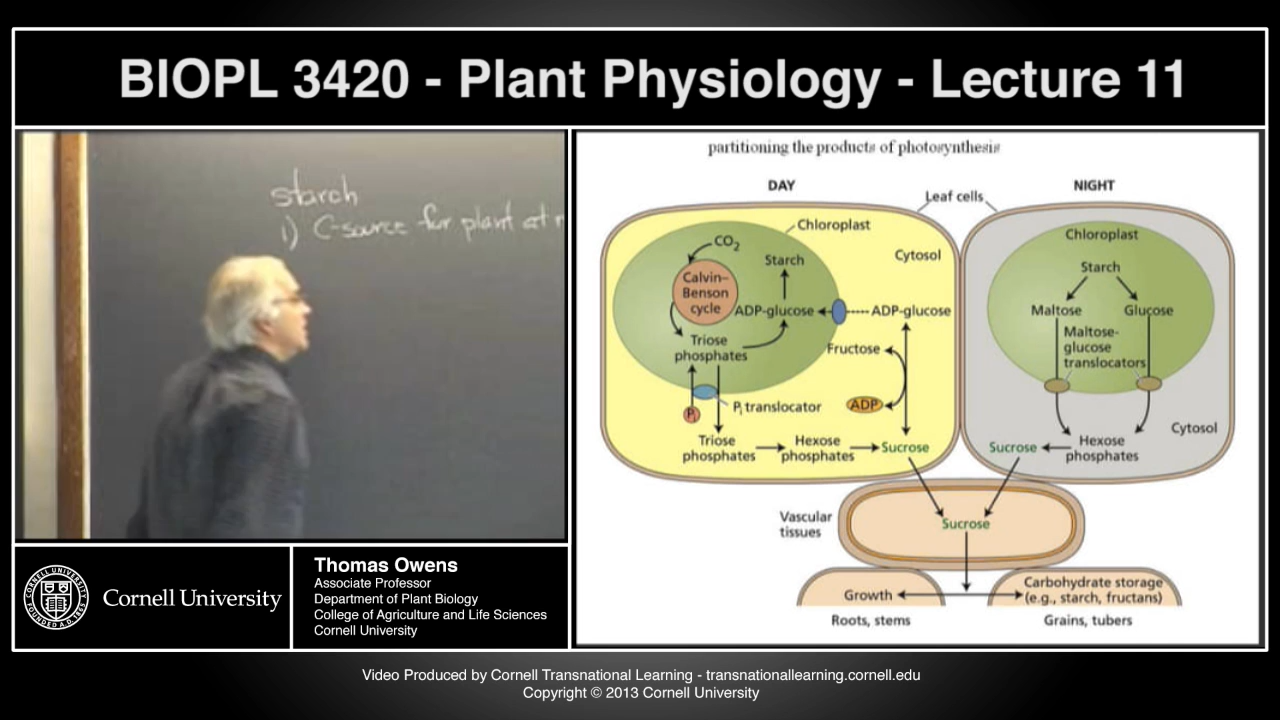 BIOPL 3420 - Plant Physiology - Lecture 11
starch
1) C-source for plant at
Cornell University
Thomas Owens
Associate Professor
Department of Plant Biology
College of Agriculture and Life Sciences
Cornell University
partitioning the products of photosynthesis
DAY
NIGHT
Leaf cells
Chloroplast
Cytosol
CO2
Calvin–
Benson
cycle
Starch
ADP-glucose
ADP-glucose
Fructose
Triose
phosphates
ADP
Pi
Pi translocator
Triose
phosphates
Hexose
phosphates
Sucrose
Chloroplast
Starch
Maltose
Glucose
Maltose-
glucose
translocators
Cytosol
Sucrose
Hexose
phosphates
Vascular
tissues
Sucrose
Growth
Carbohydrate storage
(e.g., starch, fructans)
Roots, stems
Grains, tubers
Video Produced by Cornell Transnational Learning - transnationallearning.cornell.edu
Copyright © 2013 Cornell University